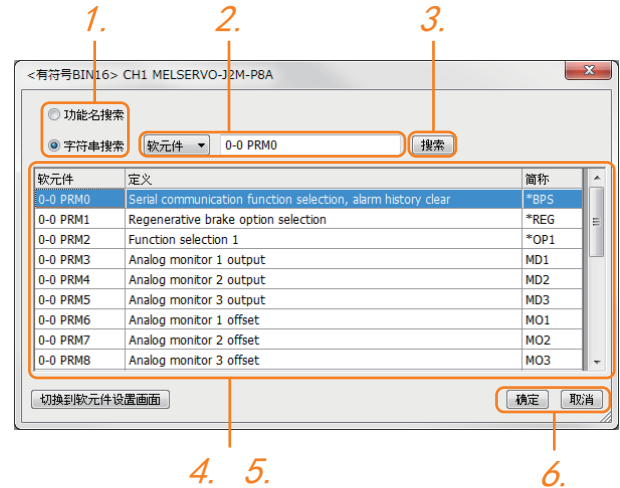 1. 2. 3.
<有符号BIN16> CH1 MELSERVO-J2M-P8A
功能名搜索
字符串搜索 软元件 0-0 PRM0 搜索
软元件 定义 简称
0-0 PRM0 Serial communication function selection, alarm history clear *BPS
0-0 PRM1 Regenerative brake option selection *REG
0-0 PRM2 Function selection 1 *OP1
0-0 PRM3 Analog monitor 1 output MD1
0-0 PRM4 Analog monitor 2 output MD2
0-0 PRM5 Analog monitor 3 output MD3
0-0 PRM6 Analog monitor 1 offset MO1
0-0 PRM7 Analog monitor 2 offset MO2
0-0 PRM8 Analog monitor 3 offset MO3
切换到软元件设置画面 确定 取消
4. 5. 6.